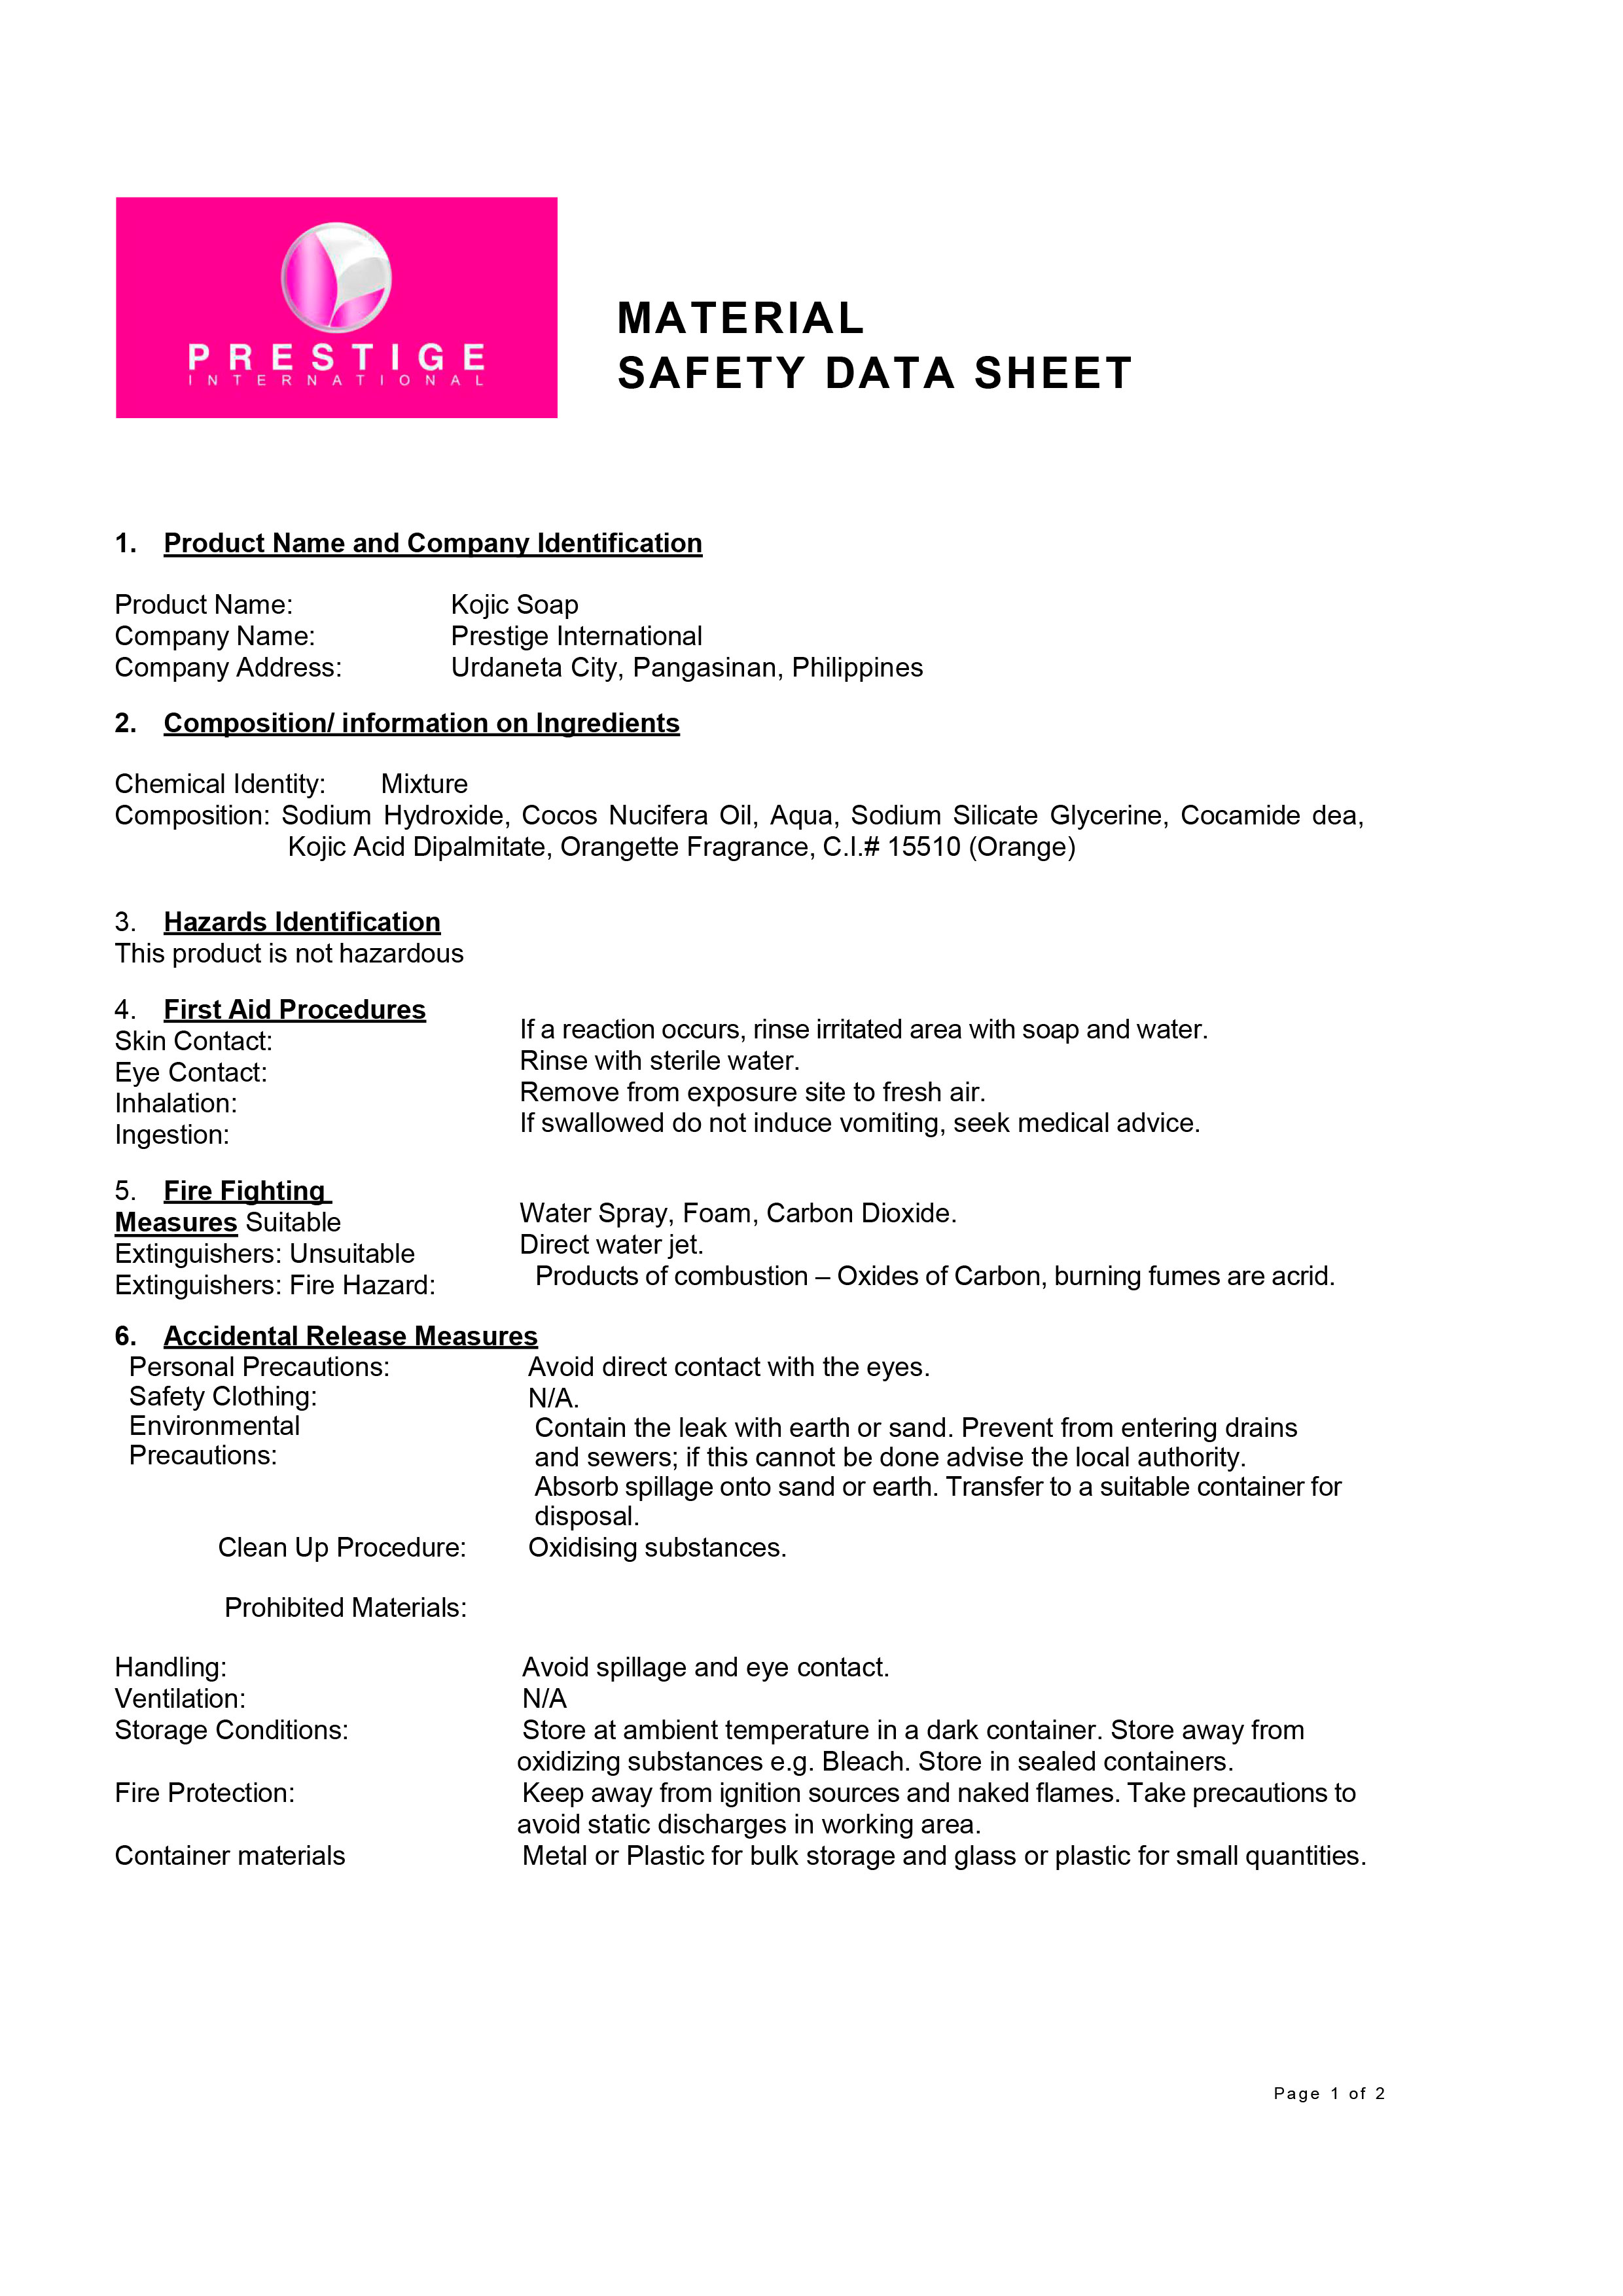 PRESTIGE
INTERNATIONAL
MATERIAL
SAFETY DATA SHEET
1. Product Name and Company Identification
Product Name: Kojic Soap
Company Name: Prestige International
Company Address: Urdaneta City, Pangasinan, Philippines
2. Composition/ information on Ingredients
Chemical Identity: Mixture
Composition: Sodium Hydroxide, Cocos Nucifera Oil, Aqua, Sodium Silicate Glycerine, Cocamide dea,
Kojic Acid Dipalmitate, Orangette Fragrance, C.I.# 15510 (Orange)
3. Hazards Identification
This product is not hazardous
4. First Aid Procedures
Skin Contact: If a reaction occurs, rinse irritated area with soap and water.
Eye Contact: Rinse with sterile water.
Inhalation: Remove from exposure site to fresh air.
Ingestion: If swallowed do not induce vomiting, seek medical advice.
5. Fire Fighting
Measures Suitable Water Spray, Foam, Carbon Dioxide.
Extinguishers: Unsuitable Direct water jet.
Extinguishers: Fire Hazard: Products of combustion – Oxides of Carbon, burning fumes are acrid.
6. Accidental Release Measures
Personal Precautions: Avoid direct contact with the eyes.
Safety Clothing: N/A.
Environmental Contain the leak with earth or sand. Prevent from entering drains
Precautions: and sewers; if this cannot be done advise the local authority.
Absorb spillage onto sand or earth. Transfer to a suitable container for
disposal.
Clean Up Procedure: Oxidising substances.
Prohibited Materials:
Handling: Avoid spillage and eye contact.
Ventilation: N/A
Storage Conditions: Store at ambient temperature in a dark container. Store away from
oxidizing substances e.g. Bleach. Store in sealed containers.
Fire Protection: Keep away from ignition sources and naked flames. Take precautions to
avoid static discharges in working area.
Container materials Metal or Plastic for bulk storage and glass or plastic for small quantities.
Page 1 of 2